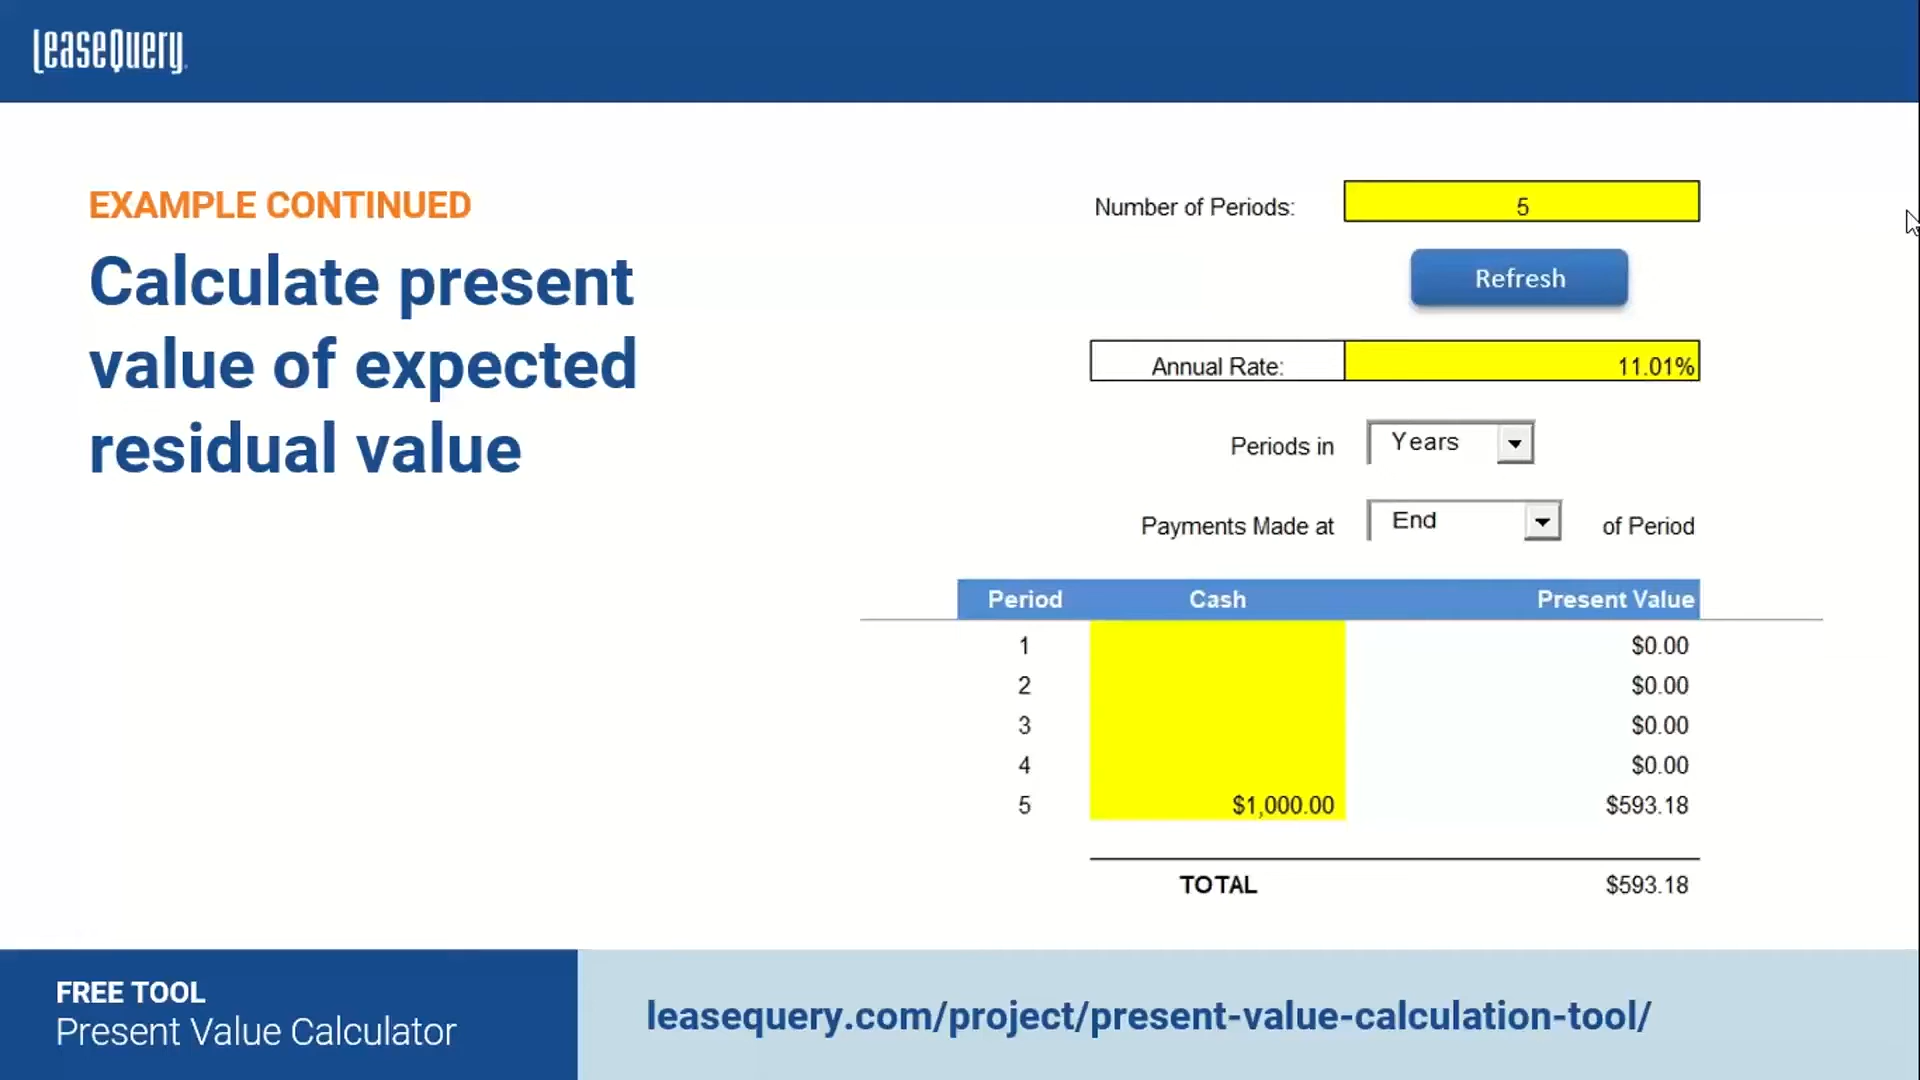 LeaseQuery
EXAMPLE CONTINUED
Calculate present
value of expected
residual value
Number of Periods: 5
Refresh
Annual Rate: 11.01%
Periods in Years
Payments Made at End of Period
Period Cash Present Value
1 $0.00
2 $0.00
3 $0.00
4 $0.00
5 $1,000.00 $593.18
TOTAL $593.18
FREE TOOL
Present Value Calculator
leasequery.com/project/present-value-calculation-tool/